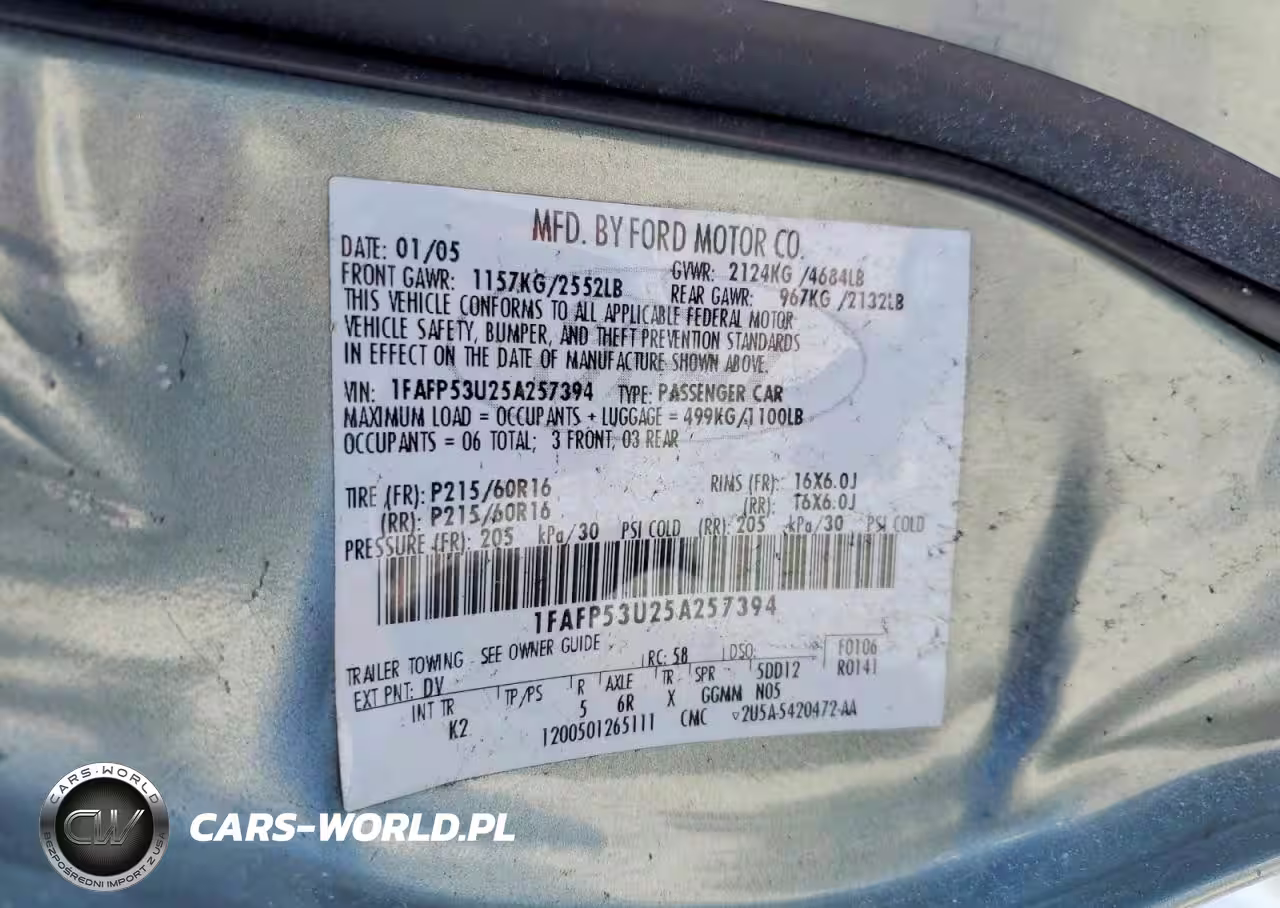 MFD. BY FORD MOTOR CO.
DATE: 01/05
GVWR: 2124KG /4684LB
FRONT GAWR: 1157KG/2552LB
REAR GAWR: 967KG /2132LB
THIS VEHICLE CONFORMS TO ALL APPLICABLE FEDERAL MOTOR
VEHICLE SAFETY, BUMPER, AND THEFT PREVENTION STANDARDS
IN EFFECT ON THE DATE OF MANUFACTURE SHOWN ABOVE.
VIN: 1FAFP53U25A257394 TYPE: PASSENGER CAR
MAXIMUM LOAD = OCCUPANTS + LUGGAGE = 499KG/1100LB
OCCUPANTS = 06 TOTAL; 3 FRONT, 03 REAR
TIRE (FR): P215/60R16 RIMS (FR): 16X6.0J
(RR): P215/60R16 (RR): 16X6.0J
PRESSURE (FR): 205 kPa/30 PSI COLD (RR): 205 kPa/30 PSI COLD
1FAFP53U25A257394
TRAILER TOWING - SEE OWNER GUIDE
RC: 58 DSO: F0106
EXT PNT: DV R0141
INT TR TP/PS R AXLE TR SPR 5DD12
K2 5 6R X GGMM N05
1200501265111 CMC 2U5A-5420472-AA
CARS-WORLD
CW
BEZPOŚREDNI IMPORT Z USA
CARS-WORLD.PL